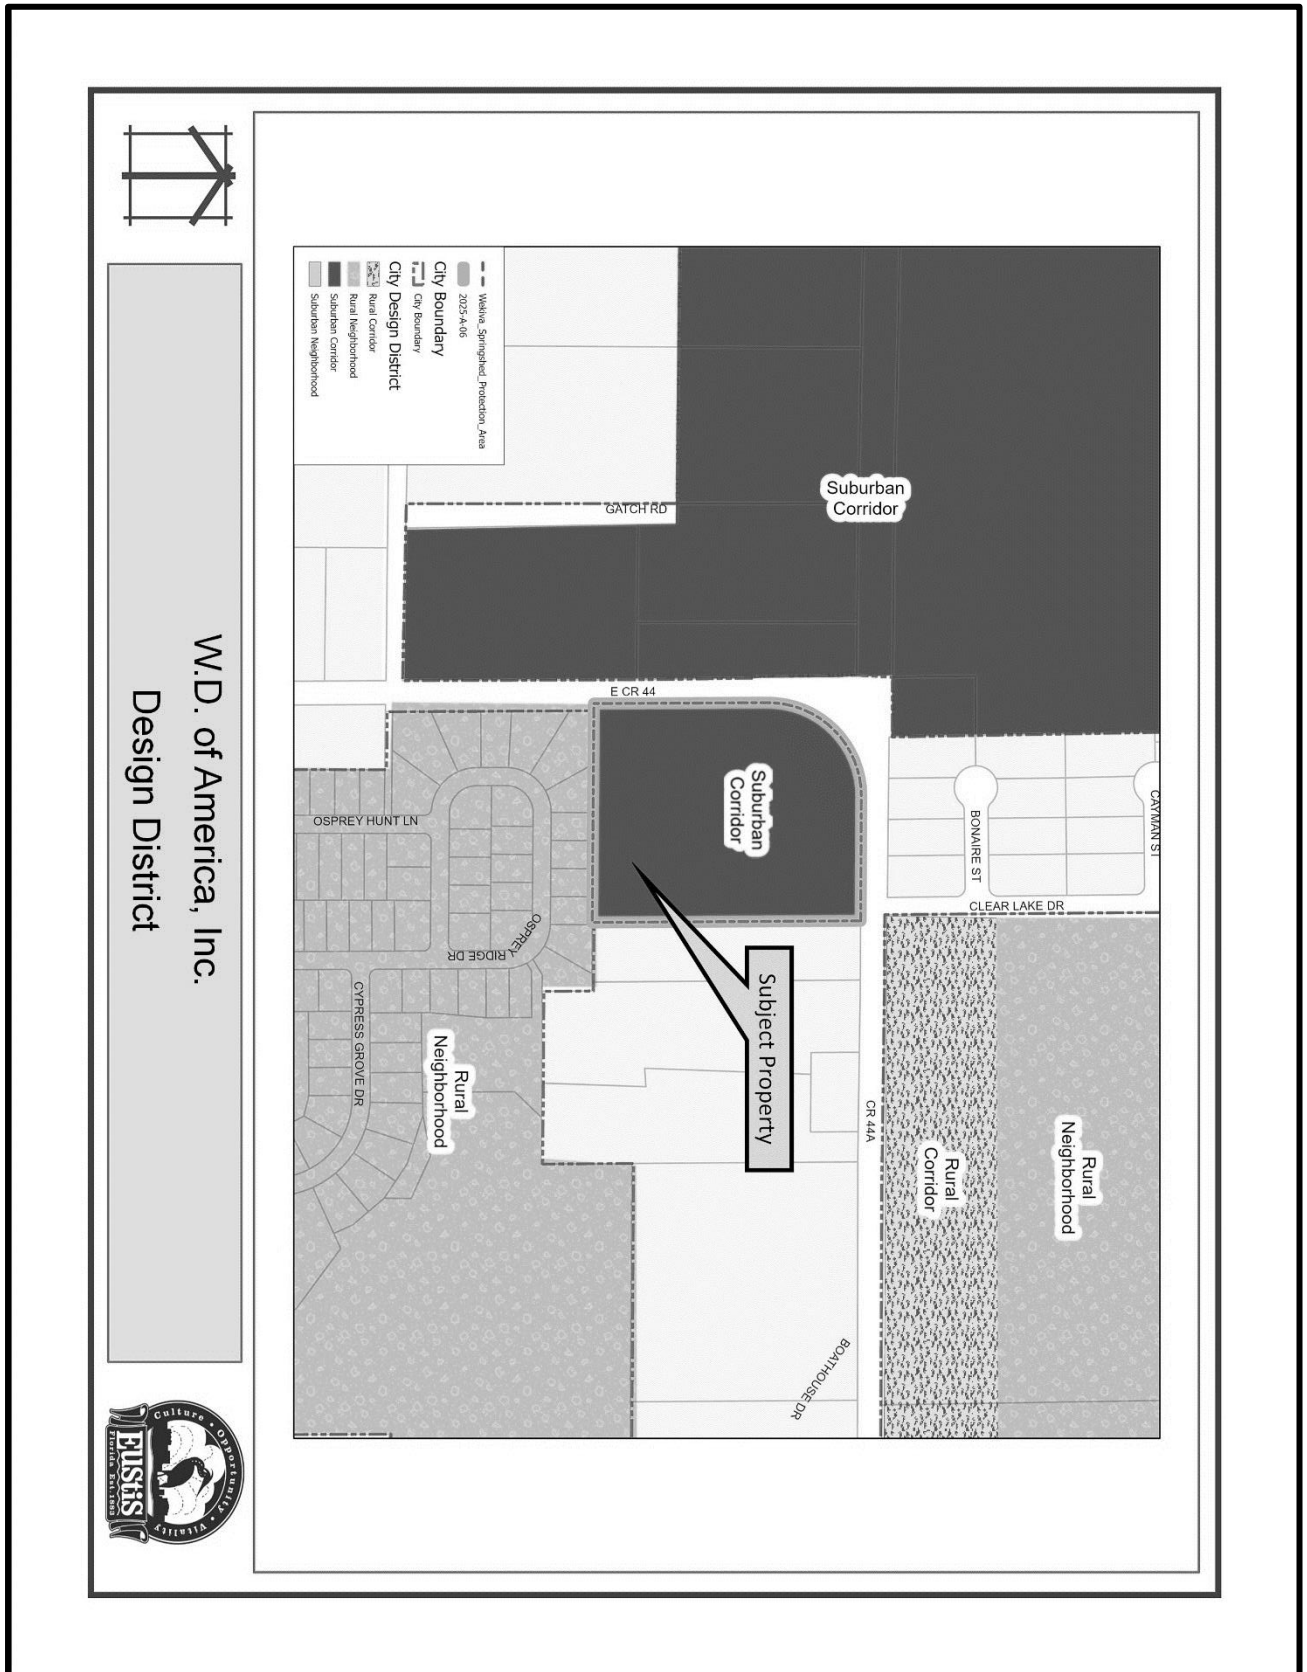 Suburban
Corridor
GATCH RD
E CR 44
Suburban
Corridor
CAYMAN ST
BONAIRE ST
CLEAR LAKE DR
OSPREY HUNT LN
OSPREY RIDGE DR
CYPRESS GROVE DR
Rural
Neighborhood
CR 44A
Rural
Corridor
Rural
Neighborhood
BOATHOUSE DR
Subject Property
Wekiva_Springshed_Protection_Area
2025-A-06
City Boundary
City Boundary
City Design District
Rural Corridor
Rural Neighborhood
Suburban Corridor
Suburban Neighborhood
W.D. of America, Inc.
Design District
Culture • Opportunity • Vitality
EUSTIS
Florida Est. 1883